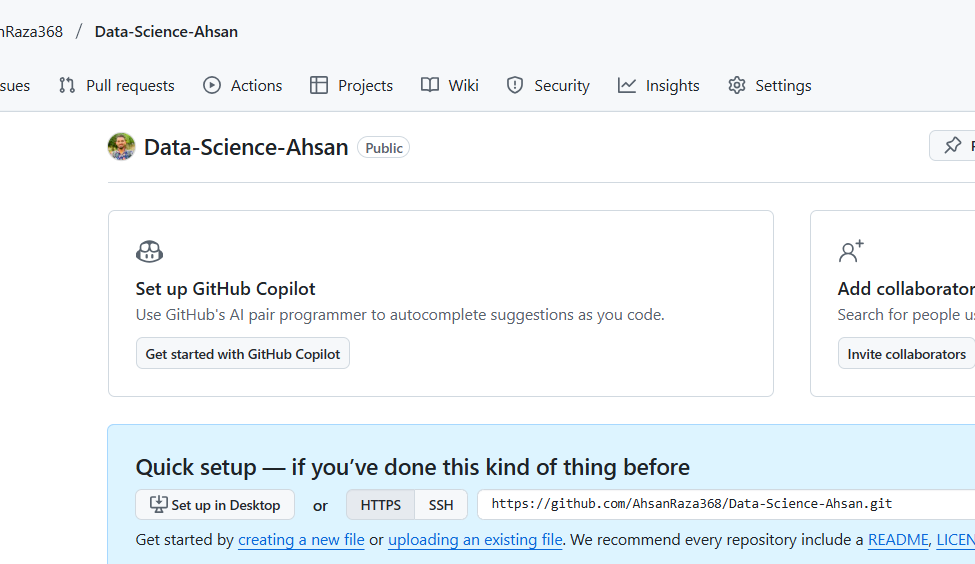 nRaza368 / Data-Science-Ahsan
sues Pull requests Actions Projects Wiki Security Insights Settings
Data-Science-Ahsan Public
Set up GitHub Copilot
Use GitHub's AI pair programmer to autocomplete suggestions as you code.
Get started with GitHub Copilot
Add collaborator
Search for people u
Invite collaborators
Quick setup — if you've done this kind of thing before
Set up in Desktop or HTTPS SSH https://github.com/AhsanRaza368/Data-Science-Ahsan.git
Get started by creating a new file or uploading an existing file. We recommend every repository include a README, LICEN